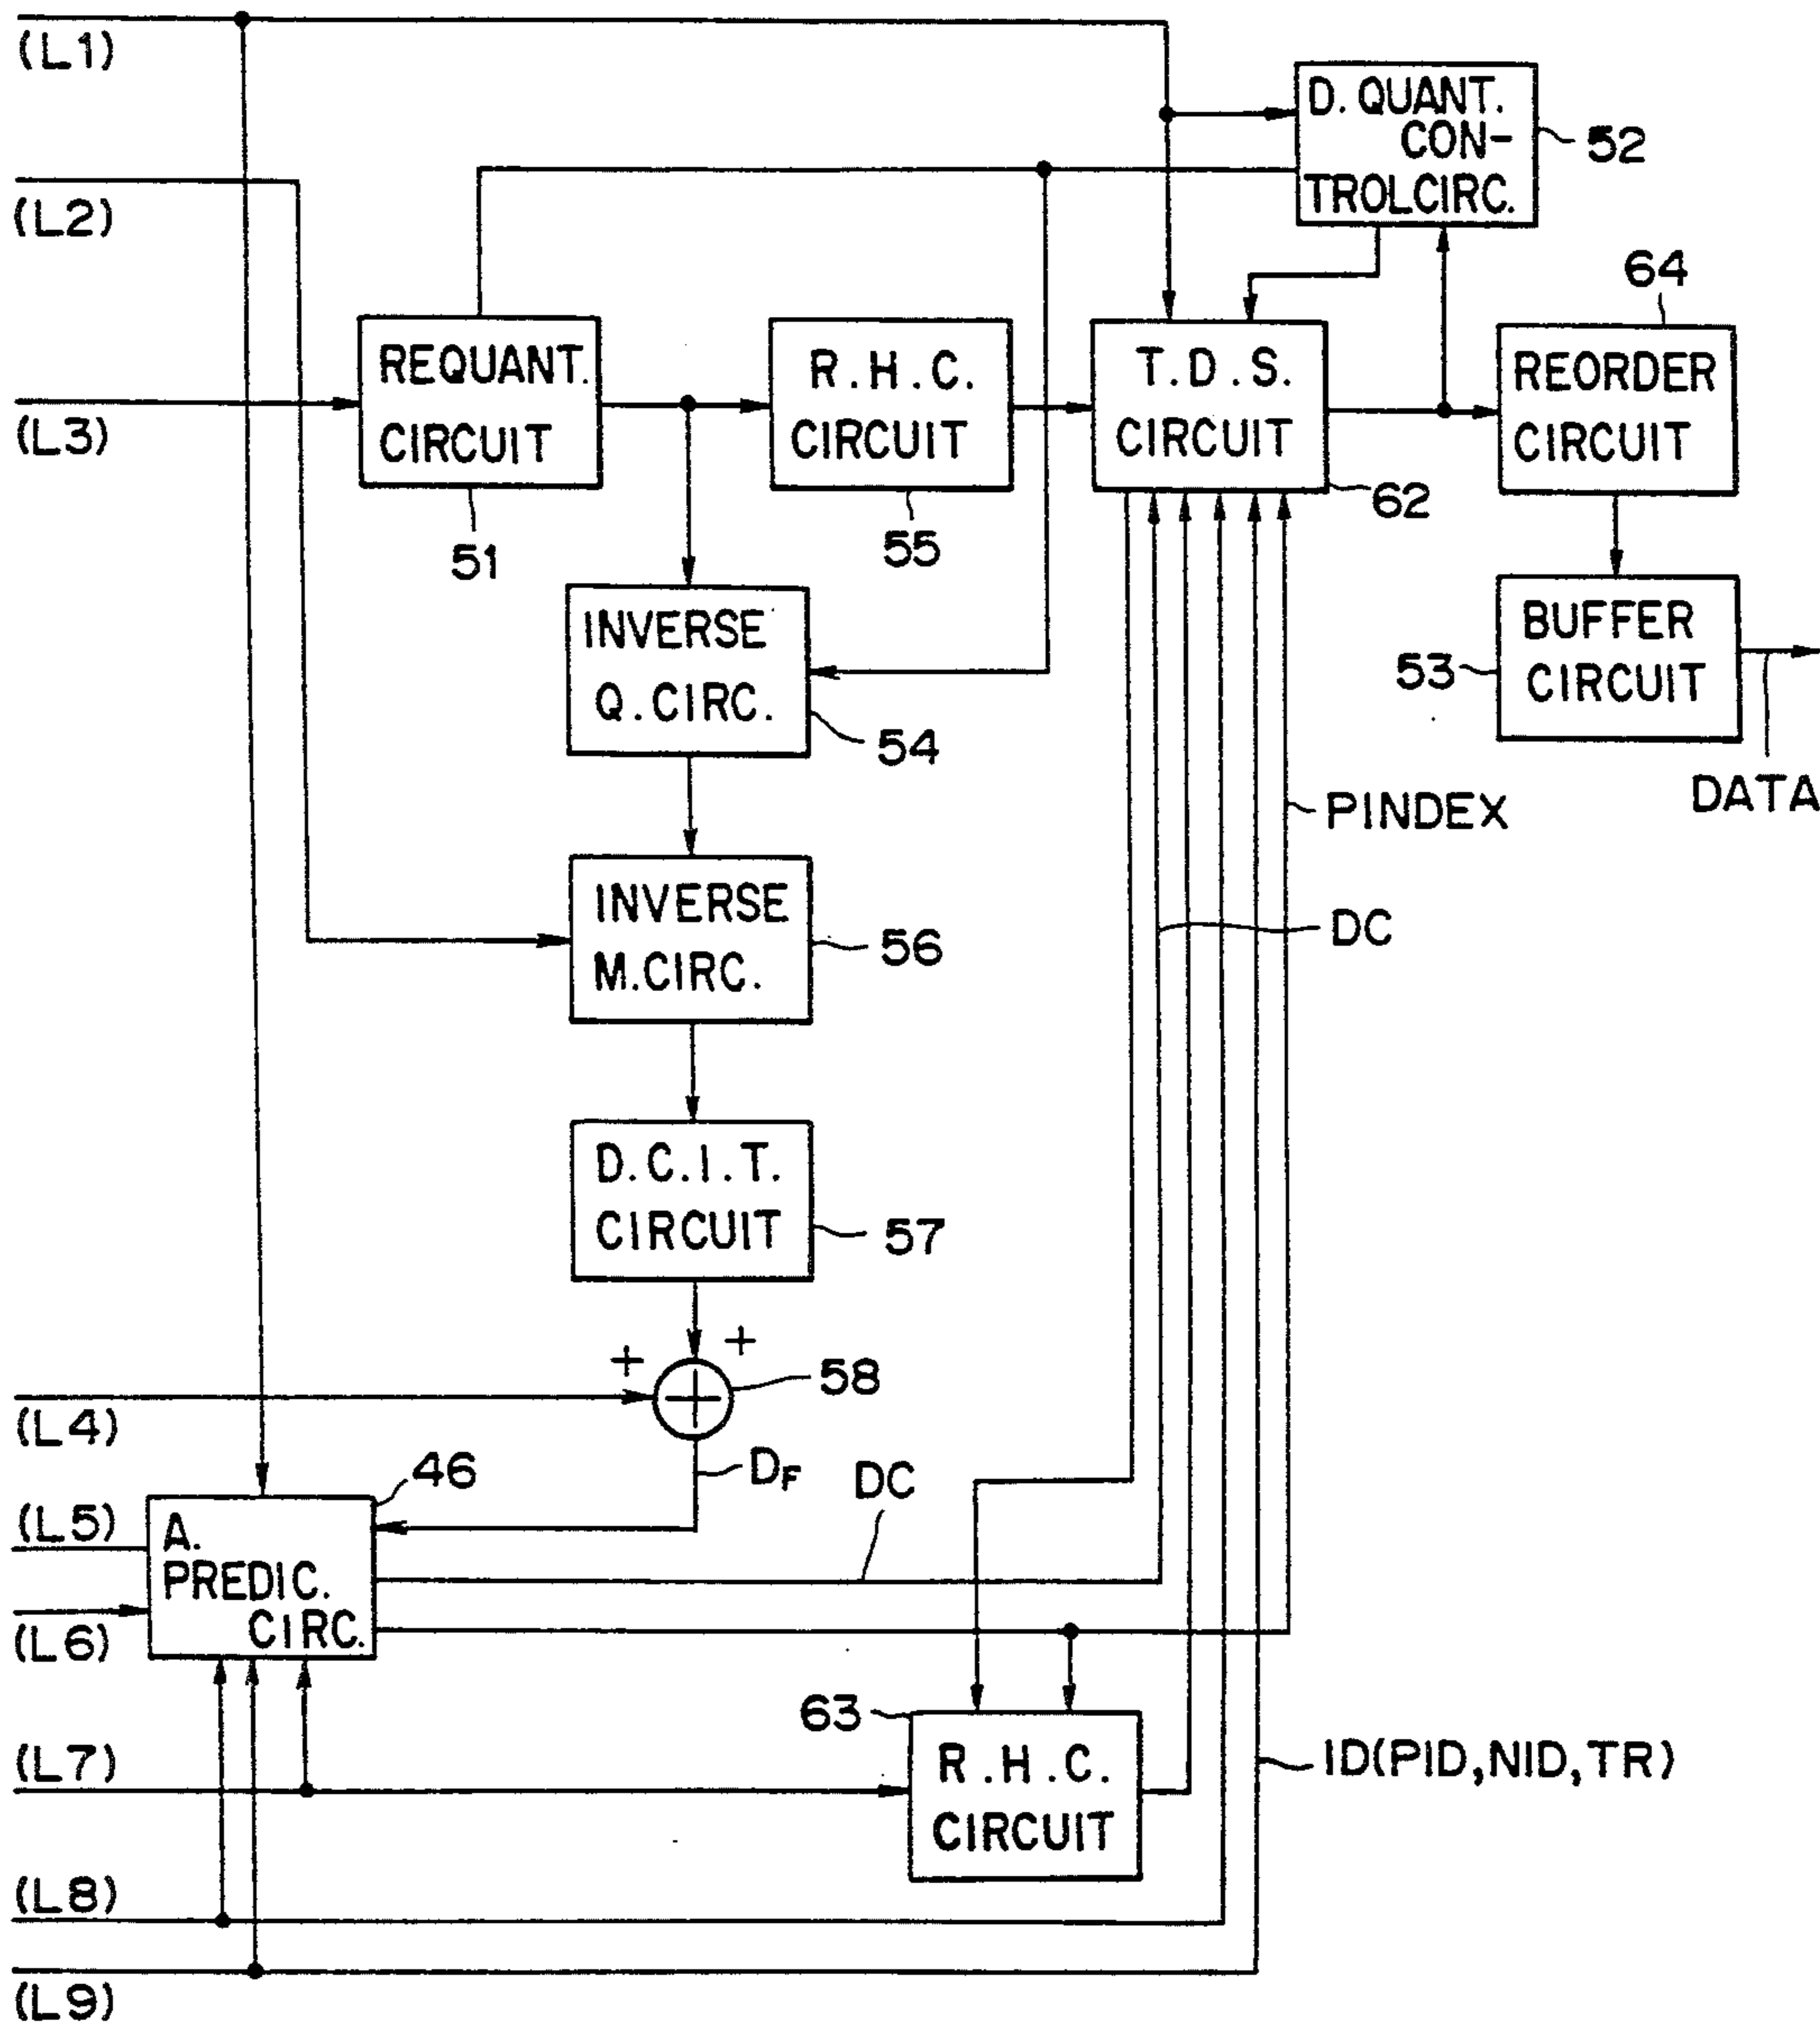 (L1)
D. QUANT.
CON-
TROLCIRC.
52
(L2)
64
REQUANT.
CIRCUIT
R.H.C.
CIRCUIT
T.D.S.
CIRCUIT
REORDER
CIRCUIT
(L3)
51
55
62
INVERSE
Q.CIRC.
54
BUFFER
CIRCUIT
53
DATA
PINDEX
INVERSE
M.CIRC.
56
DC
D.C.I.T.
CIRCUIT
57
+
+
58
(L4)
46
DF
DC
(L5)
A.
PREDIC.
CIRC.
(L6)
63
R.H.C.
CIRCUIT
(L7)
ID(PID,NID,TR)
(L8)
(L9)